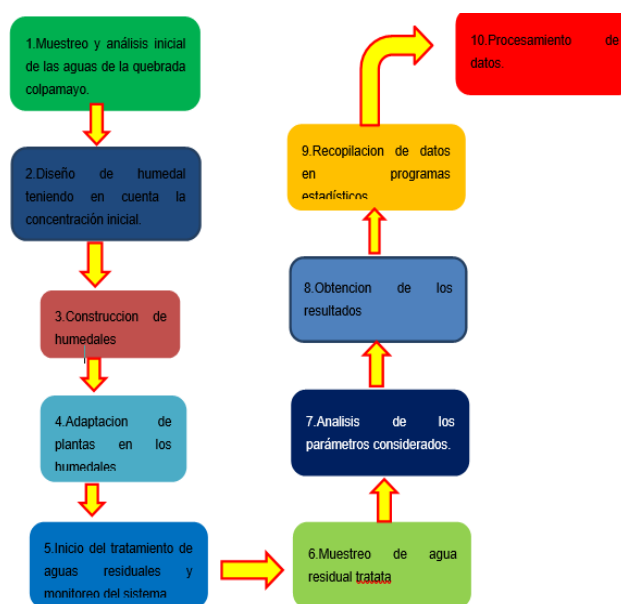 1.Muestreo y análisis inicial
de las aguas de la quebrada
colpamayo.
2.Diseño de humedal
teniendo en cuenta la
concentración inicial.
3.Construccion de
humedales
4.Adaptacion de
plantas en los
humedales
5.Inicio del tratamiento de
aguas residuales y
monitoreo del sistema
6.Muestreo de agua
residual tratata
7.Analisis de los
parámetros considerados.
8.Obtencion de los
resultados
9.Recopilacion de datos
en programas
estadísticos
10.Procesamiento de
datos.